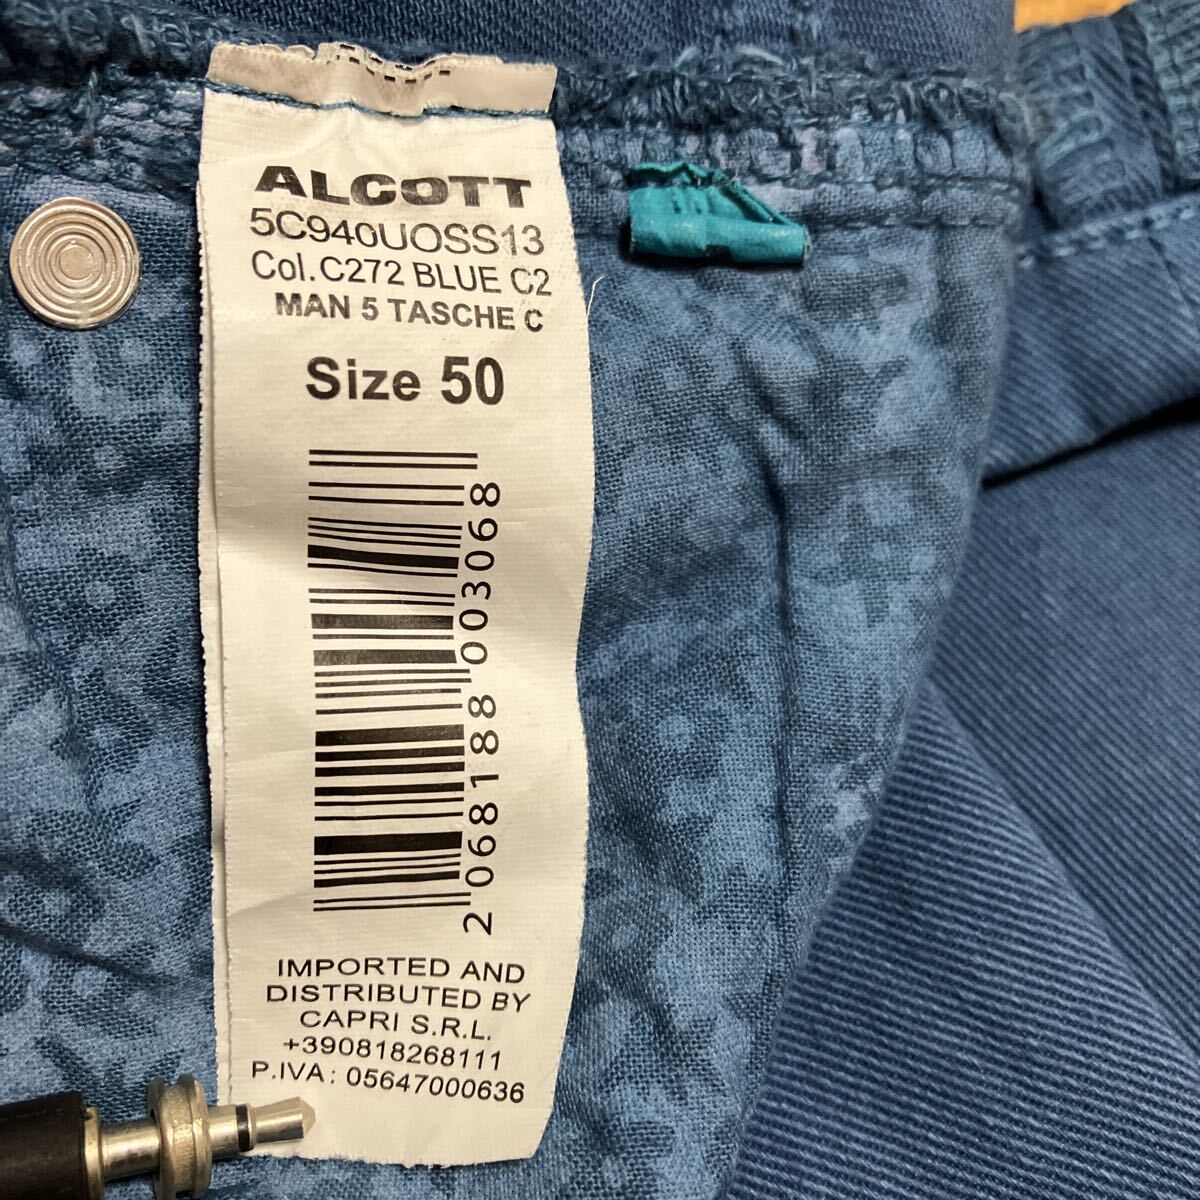 ALCOTT
5C940UOSS13
Col.C272 BLUE C2
MAN 5 TASCHE C
Size 50
2068188003068
IMPORTED AND
DISTRIBUTED BY
CAPRI S.R.L.
+390818268111
P.IVA: 05647000636